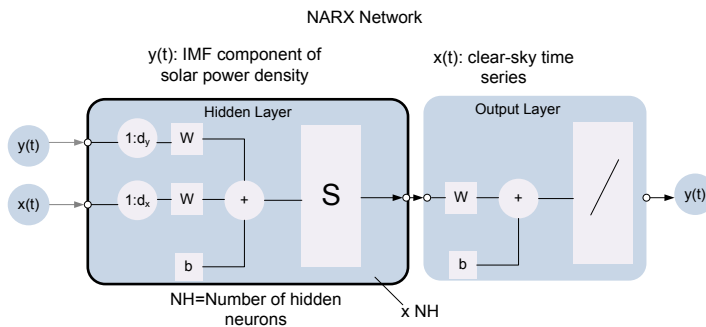 NARX Network
y(t): IMF component of
solar power density
x(t): clear-sky time
series
Hidden Layer
Output Layer
y(t)
1:dy
W
x(t)
1:dx
W
+
S
b
W
+
b
y(t)
NH=Number of hidden
neurons
x NH